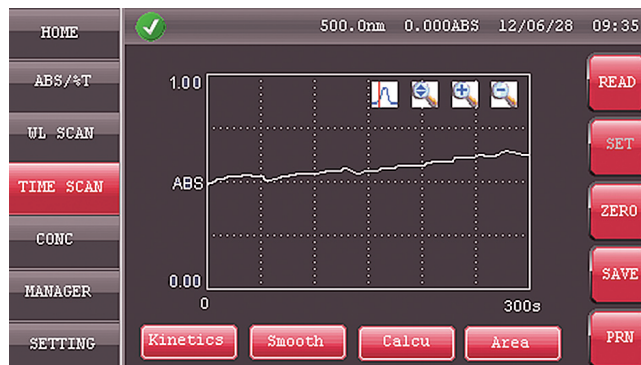 HOME
500.0nm 0.000ABS 12/06/28 09:35
ABS/%T
WL SCAN
TIME SCAN
CONC
MANAGER
SETTING
1.00
ABS
0.00
0
300s
Kinetics
Smooth
Calcu
Area
READ
SET
ZERO
SAVE
PRN